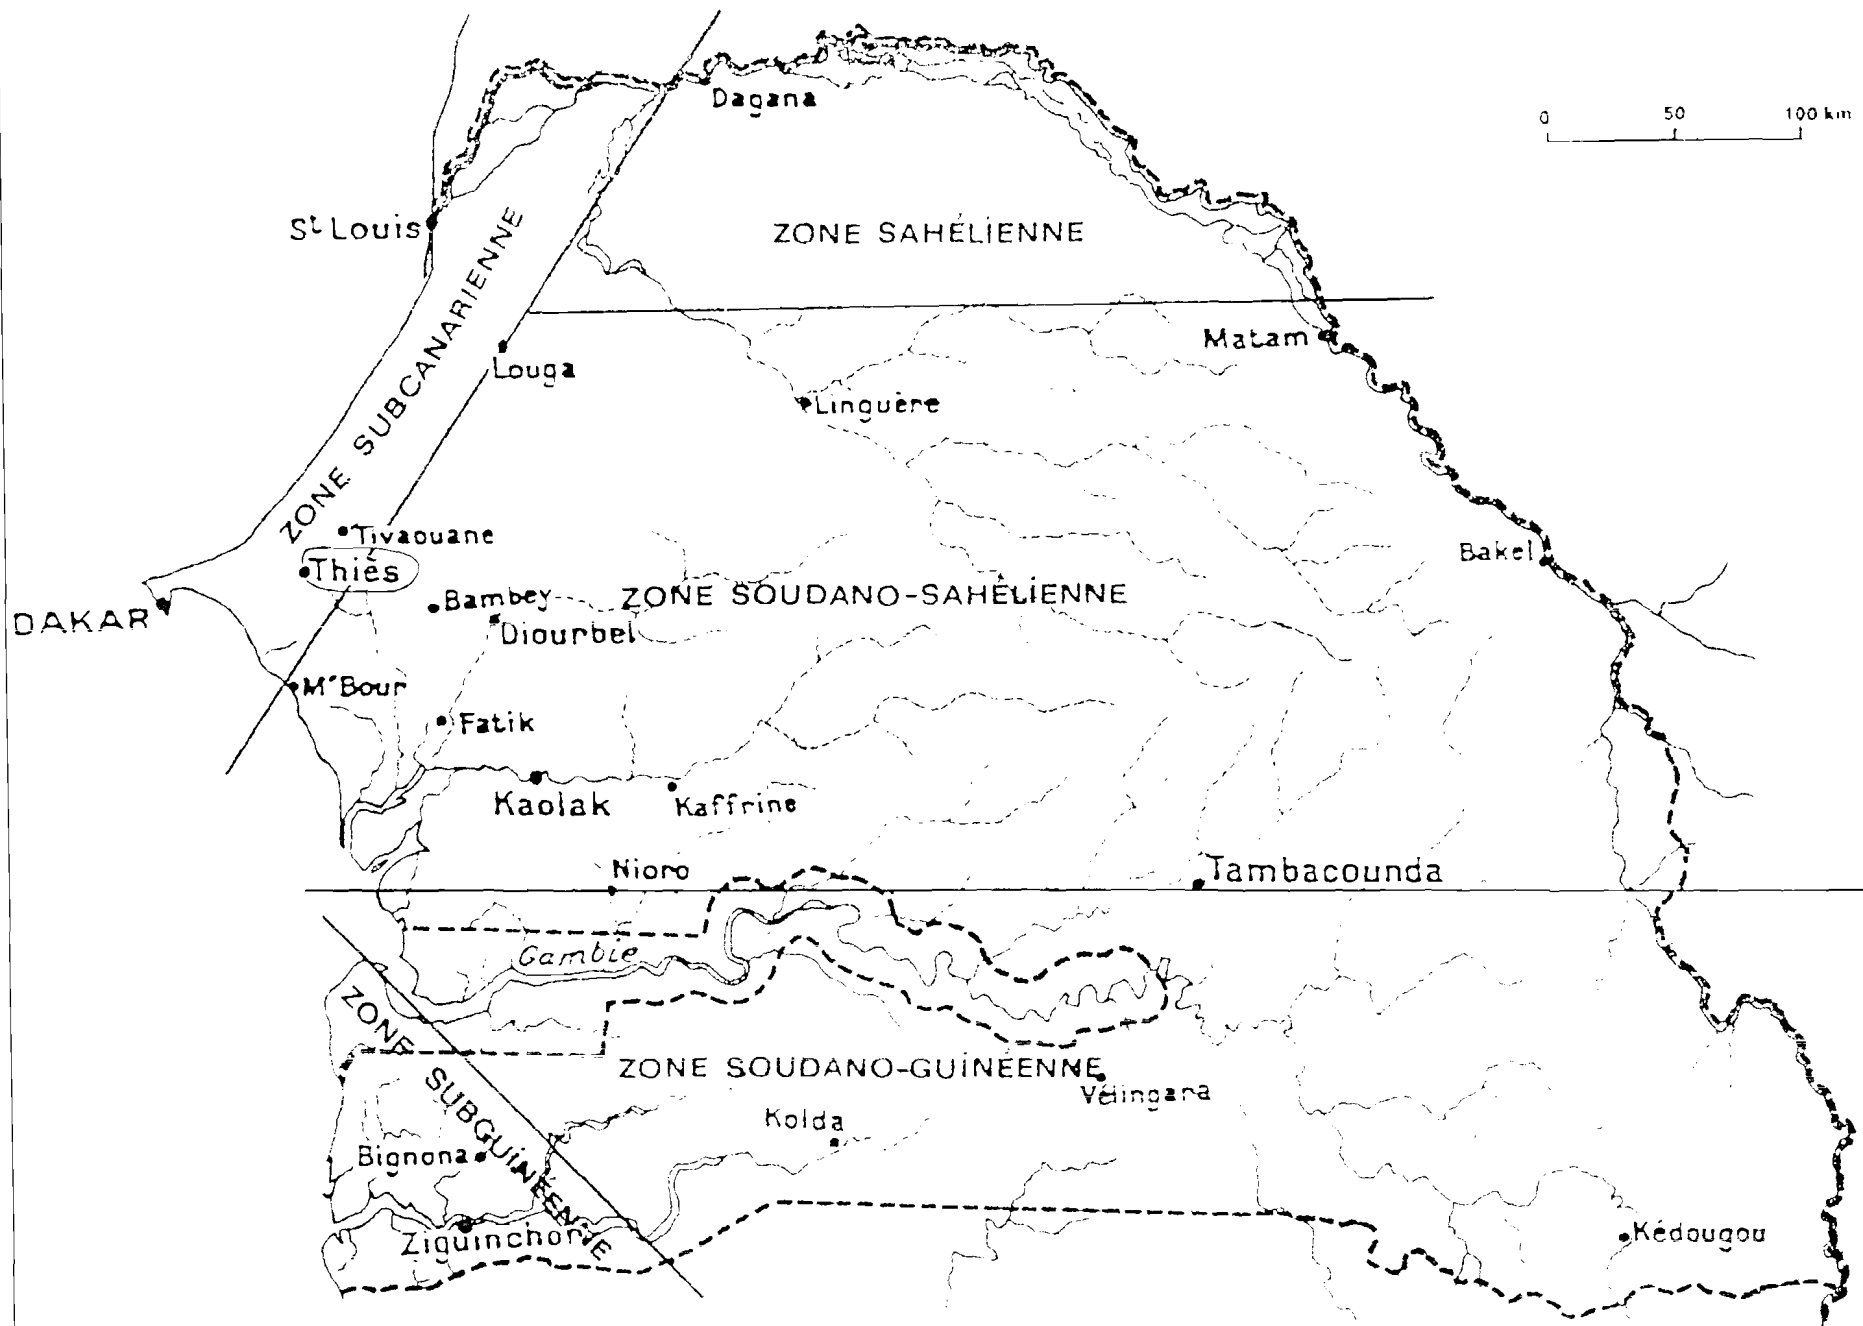 Dagana
0 50 100 km
St Louis
ZONE SAHÉLIENNE
ZONE SUBCANARIENNE
Matam
Louga
Linguère
Tivaouane
Bakel
Thiès
Bambey
ZONE SOUDANO-SAHÉLIENNE
DAKAR
Diourbel
M'Bour
Fatik
Kaolak
Kaffrine
Nioro
Tambacounda
Gambie
ZONE SUBGUINÉENNE
ZONE SOUDANO-GUINÉENNE
Vélingara
Kolda
Bignona
Ziguinchor
Kédougou